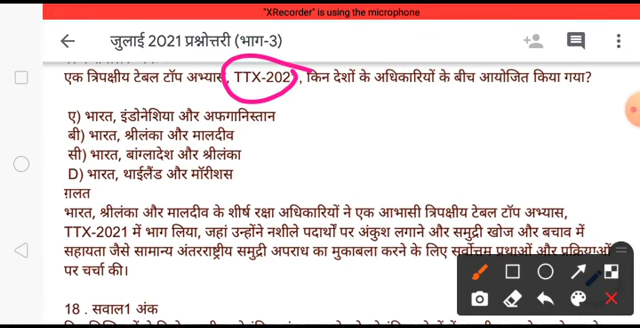 "XRecorder" is using the microphone
जुलाई 2021 प्रश्नोत्तरी (भाग-3)
एक त्रिपक्षीय टेबल टॉप अभ्यास, TTX-202 , किन देशों के अधिकारियों के बीच आयोजित किया गया?
ए) भारत, इंडोनेशिया और अफगानिस्तान
बी) भारत, श्रीलंका और मालदीव
सी) भारत, बांग्लादेश और श्रीलंका
D) भारत, थाईलैंड और मॉरीशस
ग़लत
भारत, श्रीलंका और मालदीव के शीर्ष रक्षा अधिकारियों ने एक आभासी त्रिपक्षीय टेबल टॉप अभ्यास,
TTX-2021 में भाग लिया, जहां उन्होंने नशीले पदार्थों पर अंकुश लगाने और समुद्री खोज और बचाव में
सहायता जैसे सामान्य अंतरराष्ट्रीय समुद्री अपराध का मुकाबला करने के लिए सर्वोत्तम प्रथाओं और प्रक्रियाओं
पर चर्चा की।
18 . सवाल1 अंक